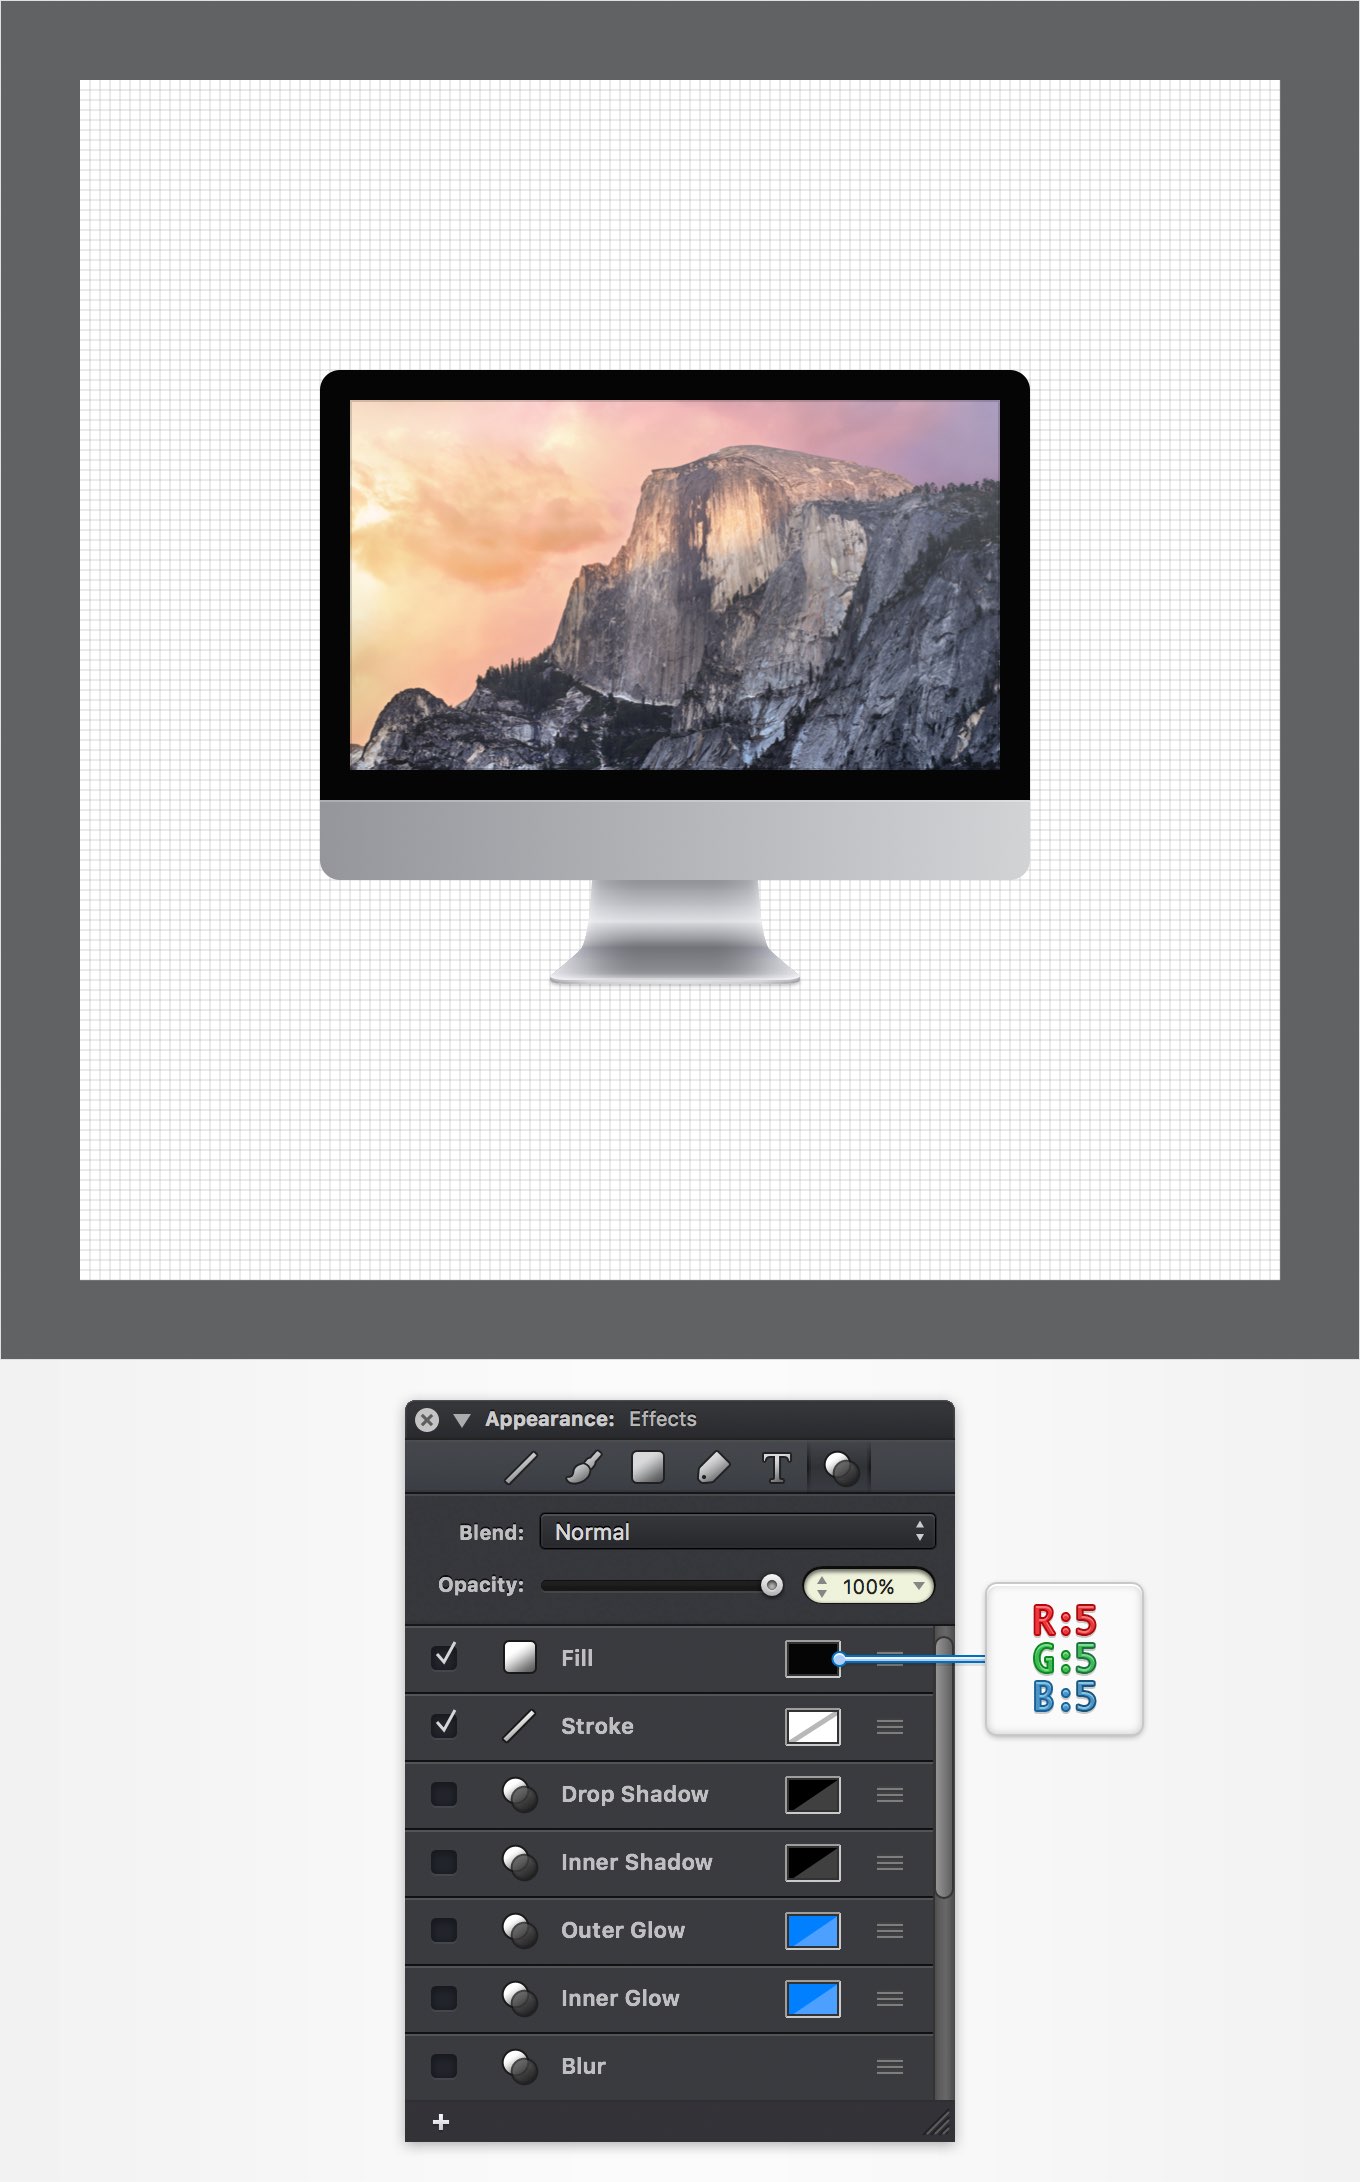 Appearance: Effects
Blend: Normal
Opacity: 100%
Fill
R:5
G:5
B:5
Stroke
Drop Shadow
Inner Shadow
Outer Glow
Inner Glow
Blur